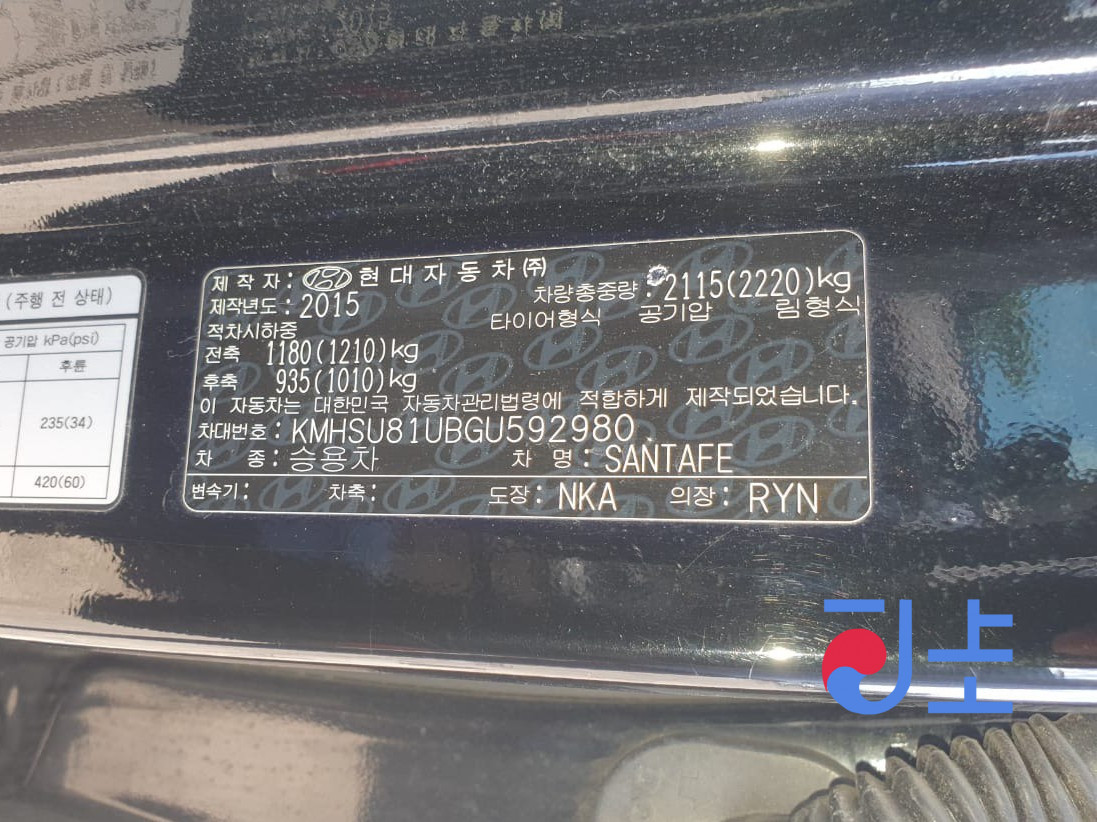 (주행 전 상태)
공기압 kPa(psi)
후륜
235(34)
420(60)
제 작 자 : 현대자동차(주)
제작년도 : 2015
차량총중량 : 2115(2220)kg
적차시하중
타이어형식 공기압 림형식
전축 1180(1210)kg
후축 935(1010)kg
이 자동차는 대한민국 자동차관리법령에 적합하게 제작되었습니다.
차대번호 : KMHSU81UBGU592980
차 종 : 승용차 차 명 : SANTAFE
변속기 : 차축 : 도장 : NKA 의장 : RYN